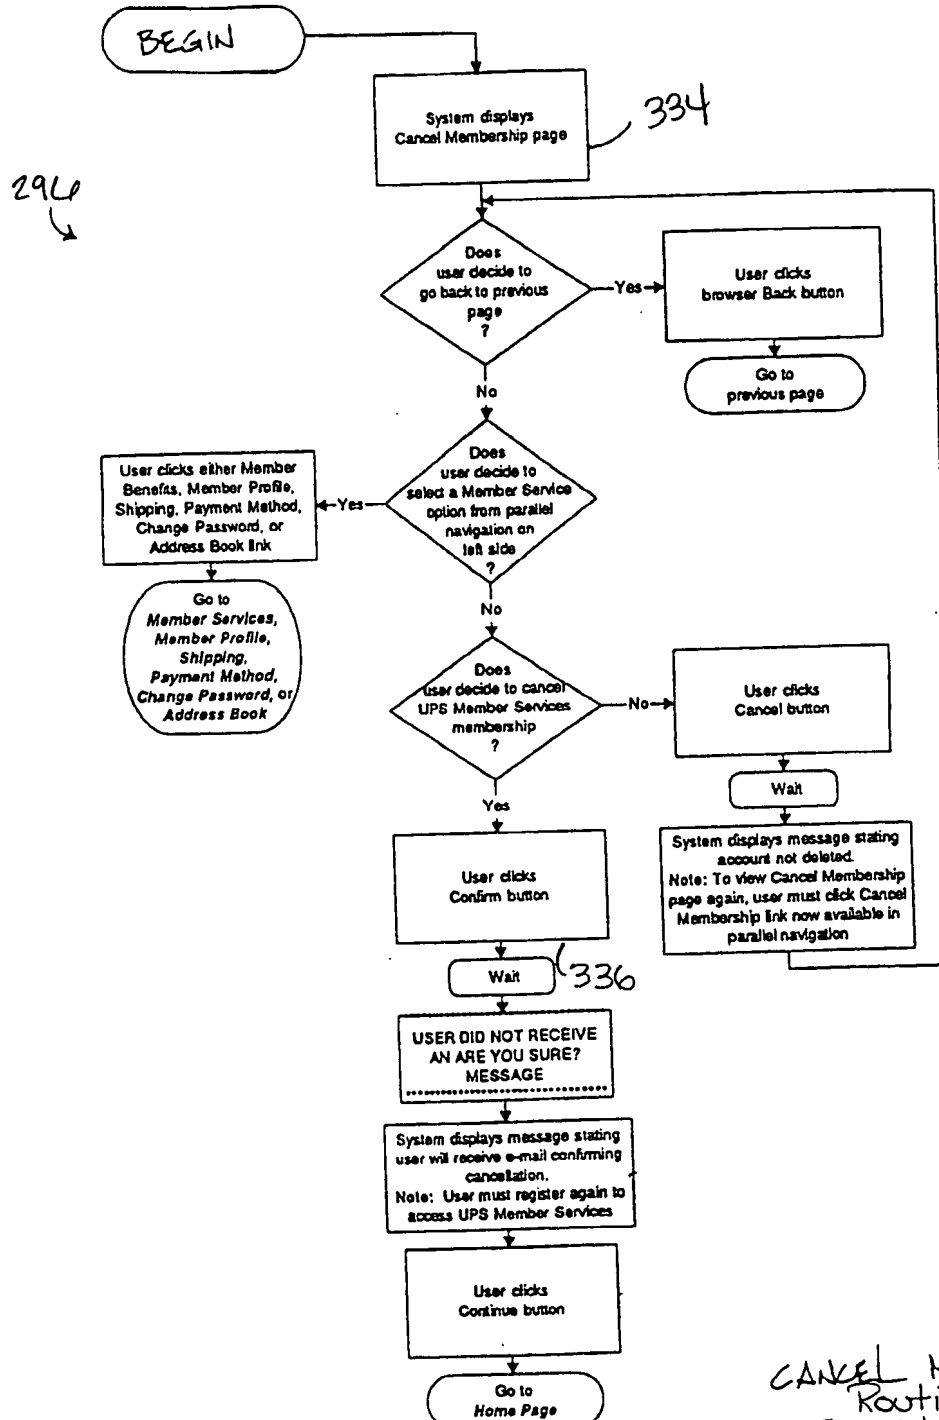 BEGIN
System displays
Cancel Membership page
334
296
Does
user decide to
go back to previous
page
?
Yes
User clicks
browser Back button
Go to
previous page
No
Does
user decide to
select a Member Service
option from parallel
navigation on
left side
?
Yes
User clicks either Member
Benefits, Member Profile,
Shipping, Payment Method,
Change Password, or
Address Book link
Go to
Member Services,
Member Profile,
Shipping,
Payment Method,
Change Password, or
Address Book
No
Does
user decide to cancel
UPS Member Services
membership
?
No
User clicks
Cancel button
Wait
System displays message stating
account not deleted.
Note: To view Cancel Membership
page again, user must click Cancel
Membership link now available in
parallel navigation
Yes
User clicks
Confirm button
Wait
336
USER DID NOT RECEIVE
AN ARE YOU SURE?
MESSAGE
System displays message stating
user will receive e-mail confirming
cancellation.
Note: User must register again to
access UPS Member Services
User clicks
Continue button
Go to
Home Page
CANCEL